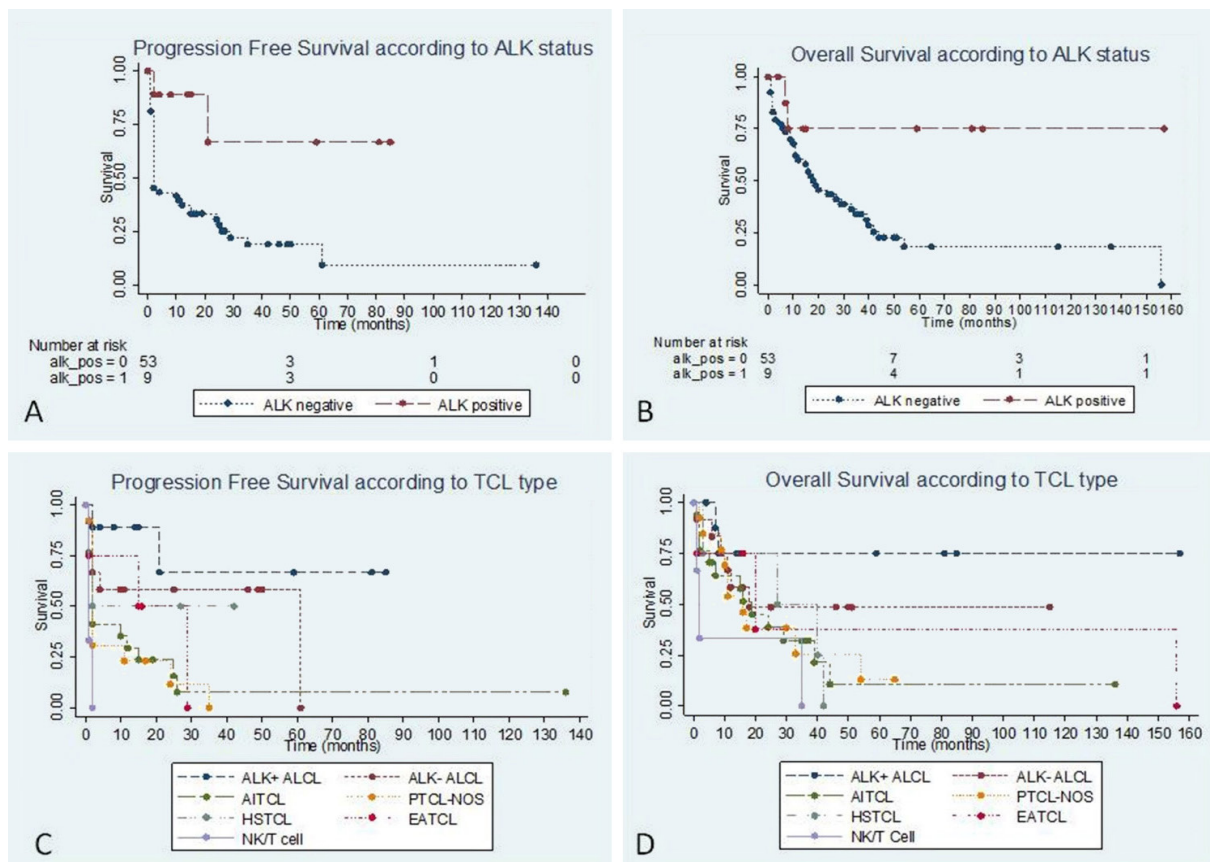 Progression Free Survival according to ALK status
Survival
1.00
0.75
0.50
0.25
0.00
0 10 20 30 40 50 60 70 80 90 100 110 120 130 140
Time (months)
Number at risk
alk_pos = 0 53 3 1 0
alk_pos = 1 9 3 0 0
ALK negative ALK positive
A
Overall Survival according to ALK status
Survival
1.00
0.75
0.50
0.25
0.00
0 10 20 30 40 50 60 70 80 90 100 110 120 130 140 150 160
Time (months)
Number at risk
alk_pos = 0 53 7 3 1
alk_pos = 1 9 4 1 1
ALK negative ALK positive
B
Progression Free Survival according to TCL type
Survival
1.00
0.75
0.50
0.25
0.00
0 10 20 30 40 50 60 70 80 90 100 110 120 130 140
Time (months)
ALK+ ALCL ALK- ALCL
AITCL PTCL-NOS
HSTCL EATCL
NK/T Cell
C
Overall Survival according to TCL type
Survival
1.00
0.75
0.50
0.25
0.00
0 10 20 30 40 50 60 70 80 90 100 110 120 130 140 150 160
Time (months)
ALK+ ALCL ALK- ALCL
AITCL PTCL-NOS
HSTCL EATCL
NK/T Cell
D